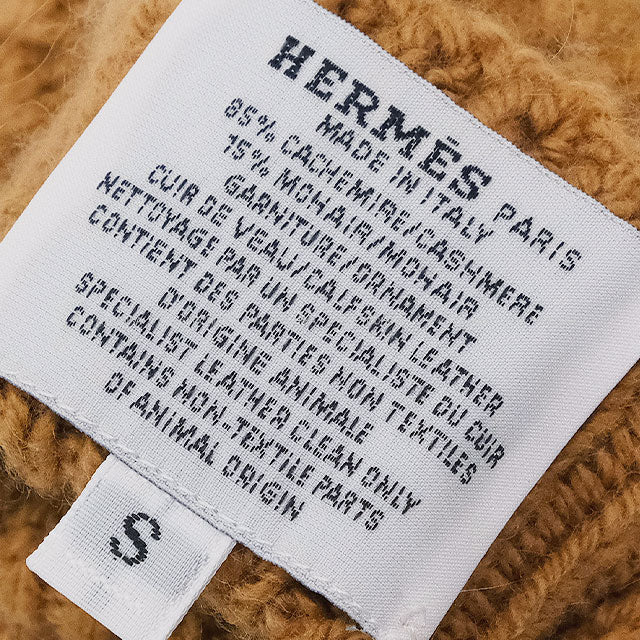 HERMÈS PARIS
MADE IN ITALY
85% CACHEMIRE/CASHMERE
15% MOHAIR/MOHAIR
GARNITURE/ORNAMENT
CUIR DE VEAU/CALFSKIN LEATHER
NETTOYAGE PAR UN SPECIALISTE DU CUIR
CONTIENT DES PARTIES NON TEXTILES
D'ORIGINE ANIMALE
SPECIALIST LEATHER CLEAN ONLY
CONTAINS NON-TEXTILE PARTS
OF ANIMAL ORIGIN
S